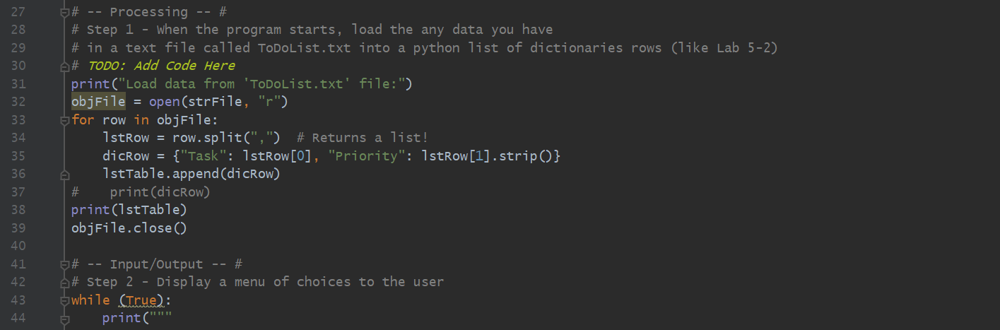 27 # -- Processing -- #
28 # Step 1 - When the program starts, load the any data you have
29 # in a text file called ToDoList.txt into a python list of dictionaries rows (like Lab 5-2)
30 # TODO: Add Code Here
31 print("Load data from 'ToDoList.txt' file:")
32 objFile = open(strFile, "r")
33 for row in objFile:
34     lstRow = row.split(",")  # Returns a list!
35     dicRow = {"Task": lstRow[0], "Priority": lstRow[1].strip()}
36     lstTable.append(dicRow)
37 #    print(dicRow)
38 print(lstTable)
39 objFile.close()
40
41 # -- Input/Output -- #
42 # Step 2 - Display a menu of choices to the user
43 while (True):
44     print("""